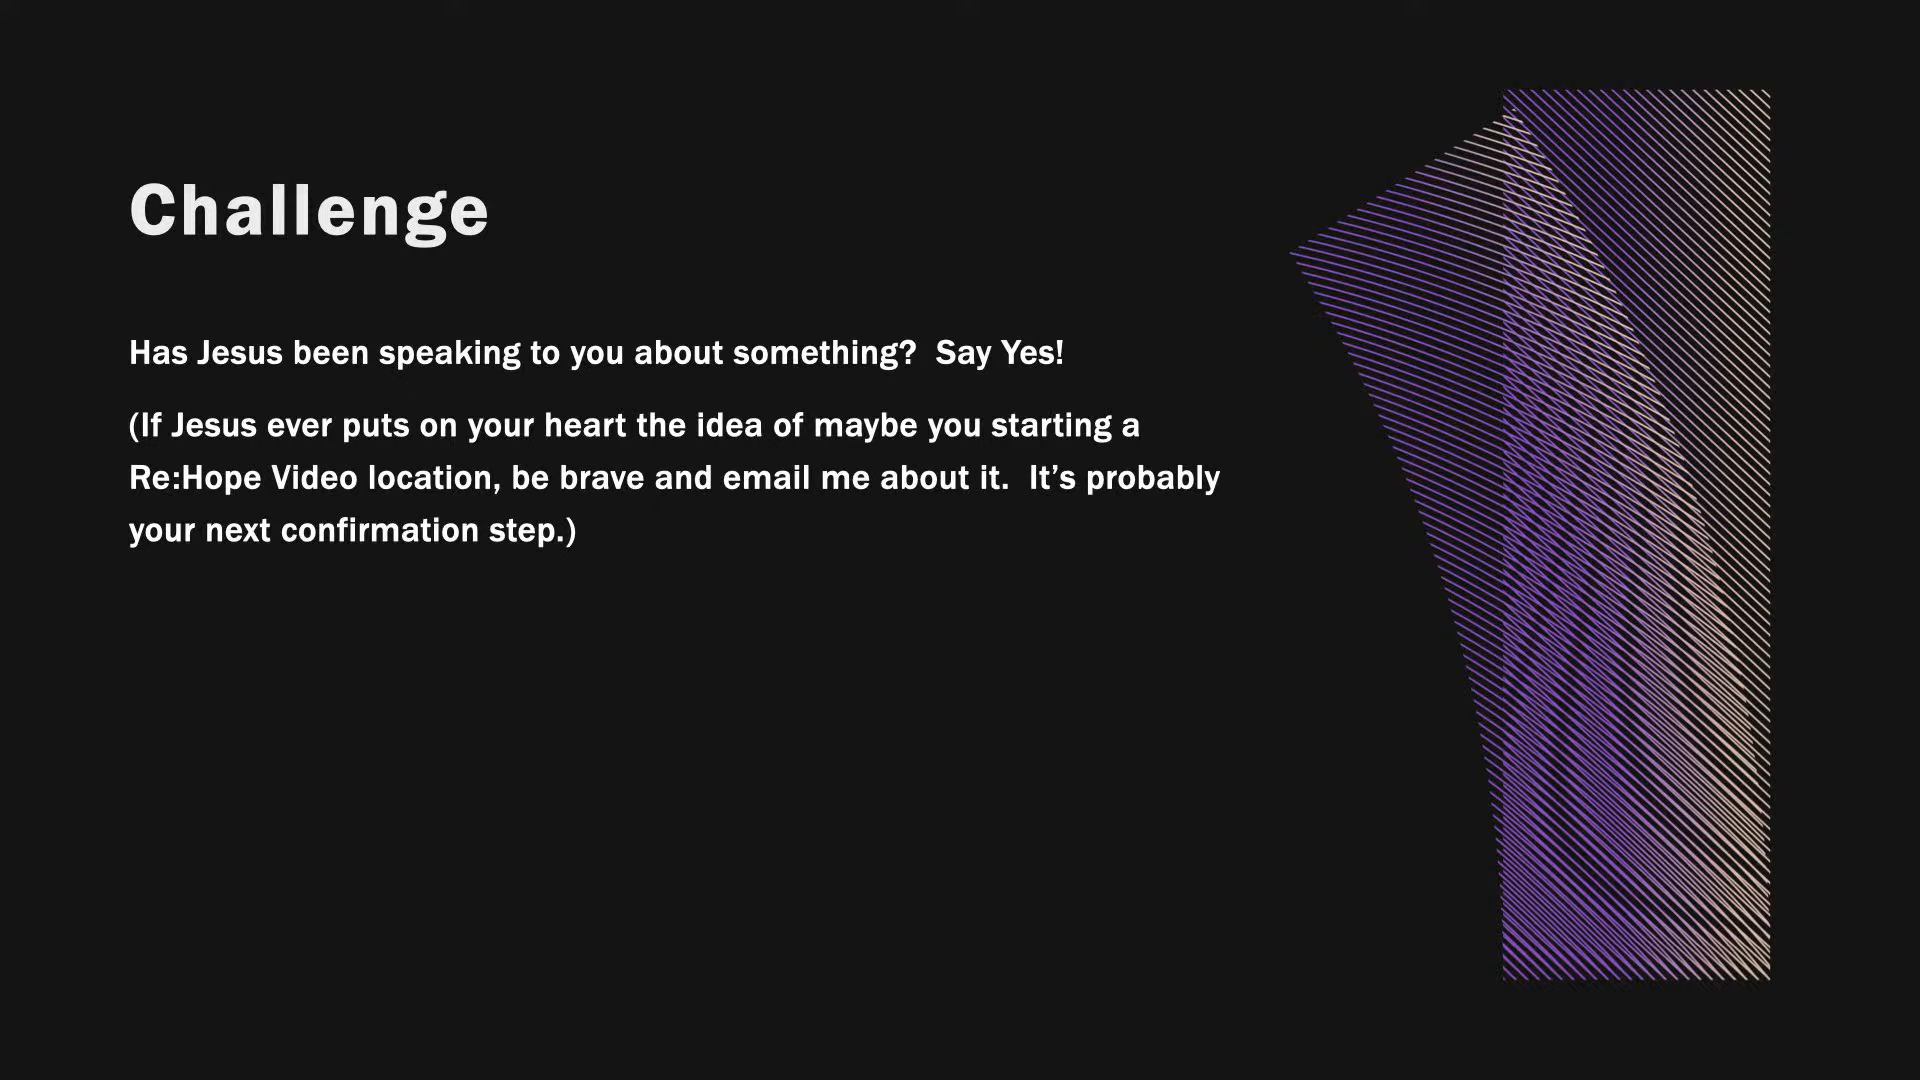 Challenge
Has Jesus been speaking to you about something?  Say Yes!
(If Jesus ever puts on your heart the idea of maybe you starting a
Re:Hope Video location, be brave and email me about it.  It’s probably
your next confirmation step.)